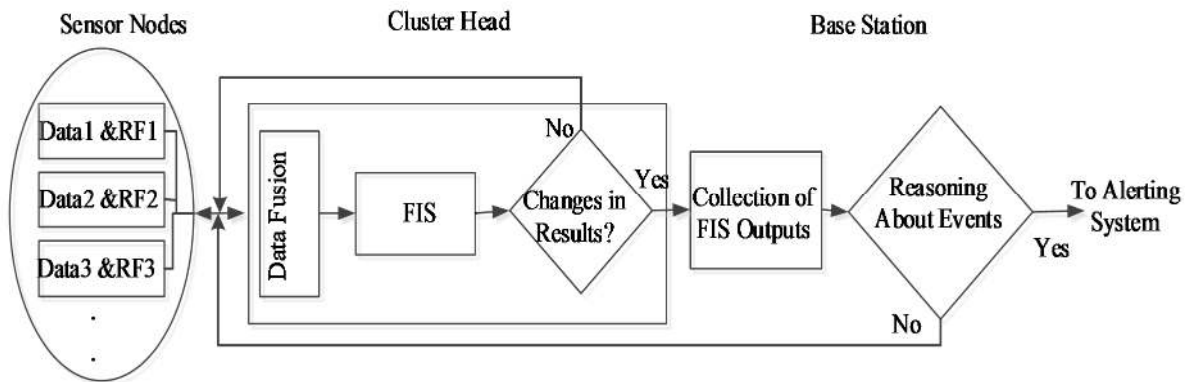 Sensor Nodes
Cluster Head
Base Station
Data1 &RF1
Data2 &RF2
Data3 &RF3
.
.
Data Fusion
FIS
No
Changes in
Results?
Yes
Collection of
FIS Outputs
Reasoning
About Events
Yes
No
To Alerting
System